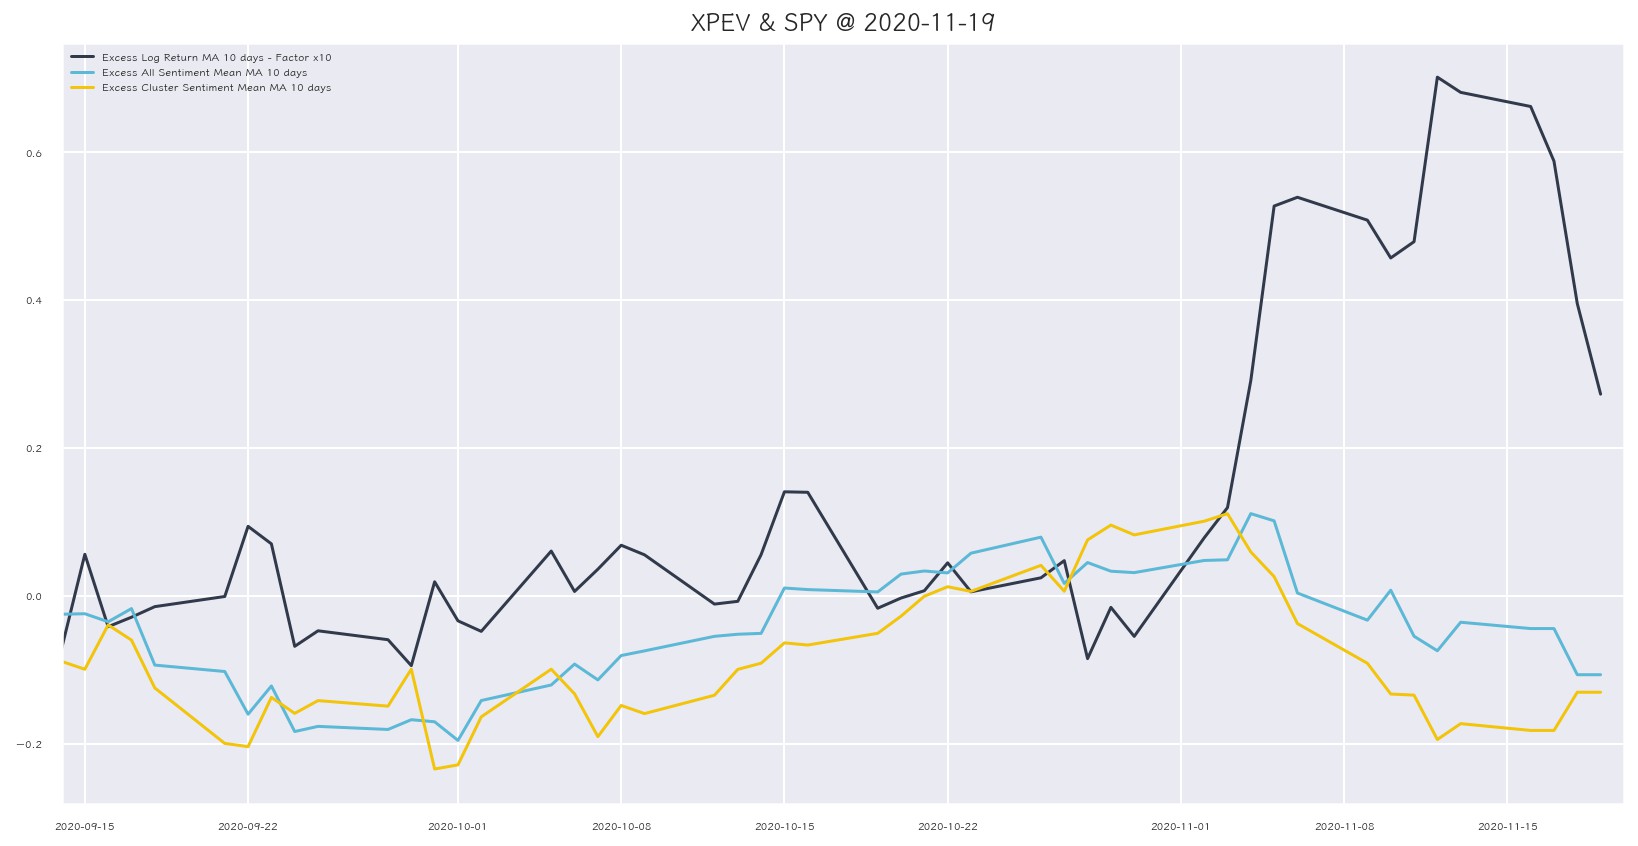 XPEV & SPY @ 2020-11-19
Excess Log Return MA 10 days - Factor x10
Excess All Sentiment Mean MA 10 days
Excess Cluster Sentiment Mean MA 10 days
0.6
0.4
0.2
0.0
−0.2
2020-09-15 2020-09-22 2020-10-01 2020-10-08 2020-10-15 2020-10-22 2020-11-01 2020-11-08 2020-11-15